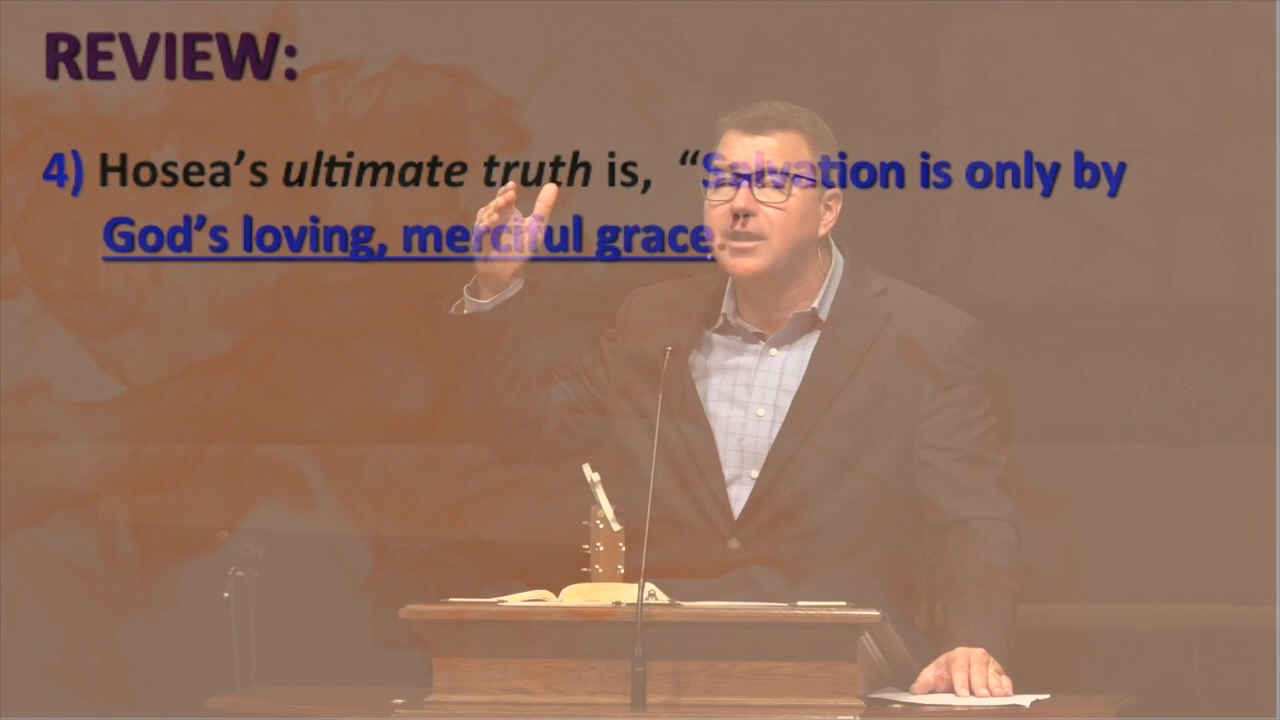 REVIEW:
4) Hosea's ultimate truth is, “Salvation is only by
God's loving, merciful grace.”